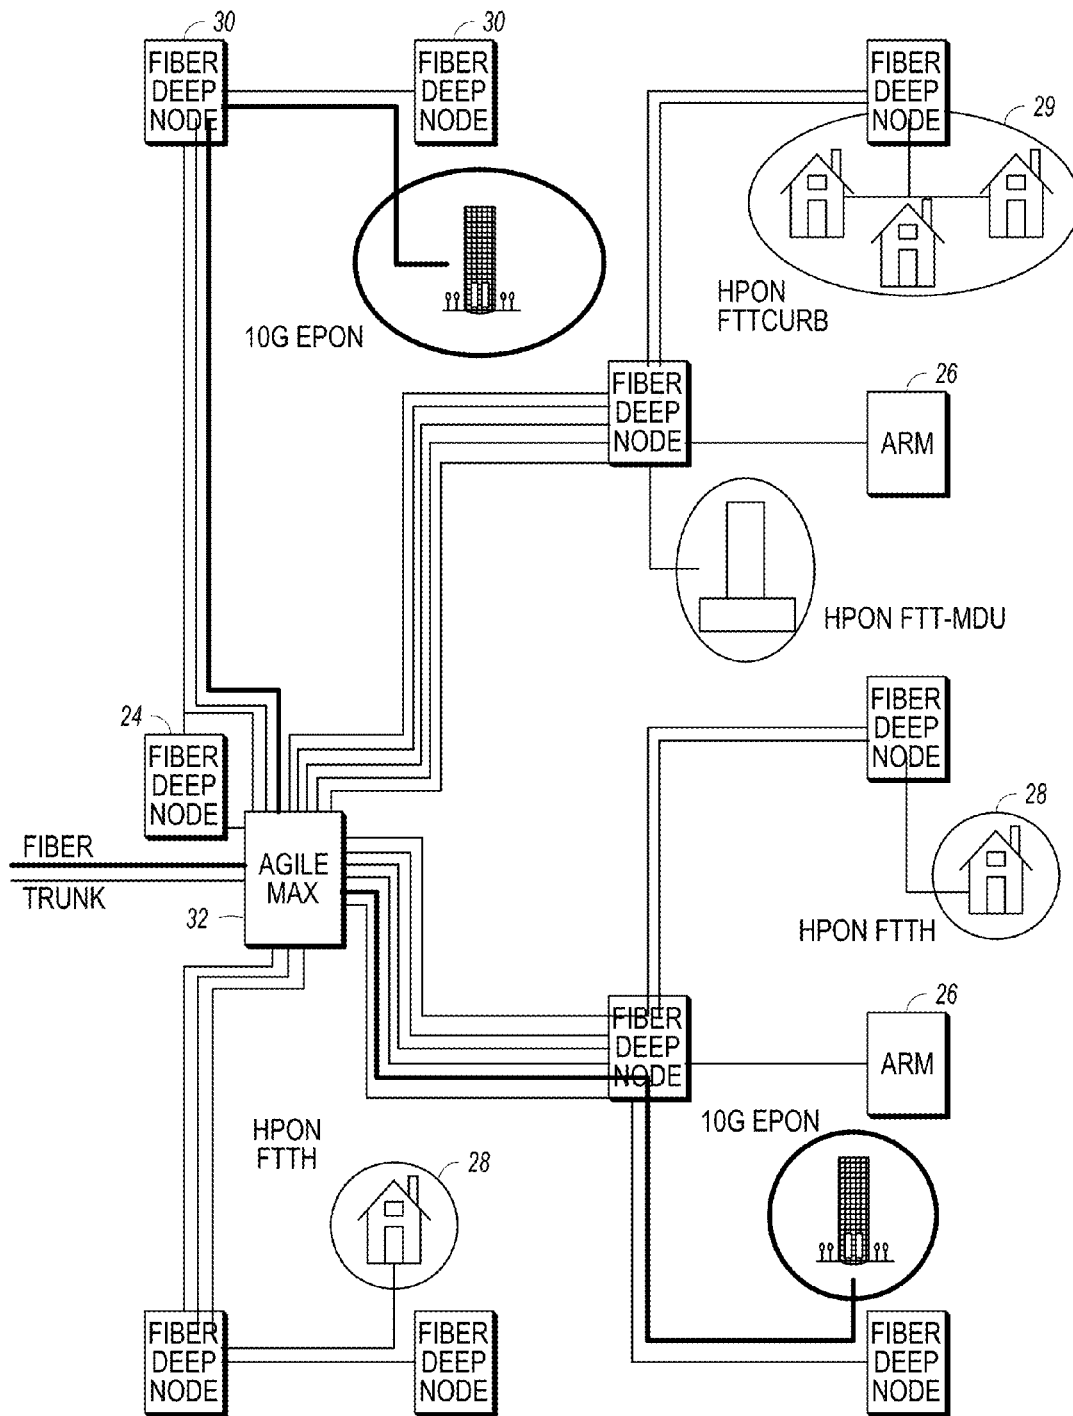 30
30
FIBER
DEEP
NODE
FIBER
DEEP
NODE
FIBER
DEEP
NODE
29
10G EPON
HPON
FTTCURB
FIBER
DEEP
NODE
26
ARM
HPON FTT-MDU
24
FIBER
DEEP
NODE
FIBER
DEEP
NODE
28
HPON FTTH
FIBER
TRUNK
32
AGILE
MAX
FIBER
DEEP
NODE
26
ARM
10G EPON
HPON
FTTH
28
FIBER
DEEP
NODE
FIBER
DEEP
NODE
FIBER
DEEP
NODE